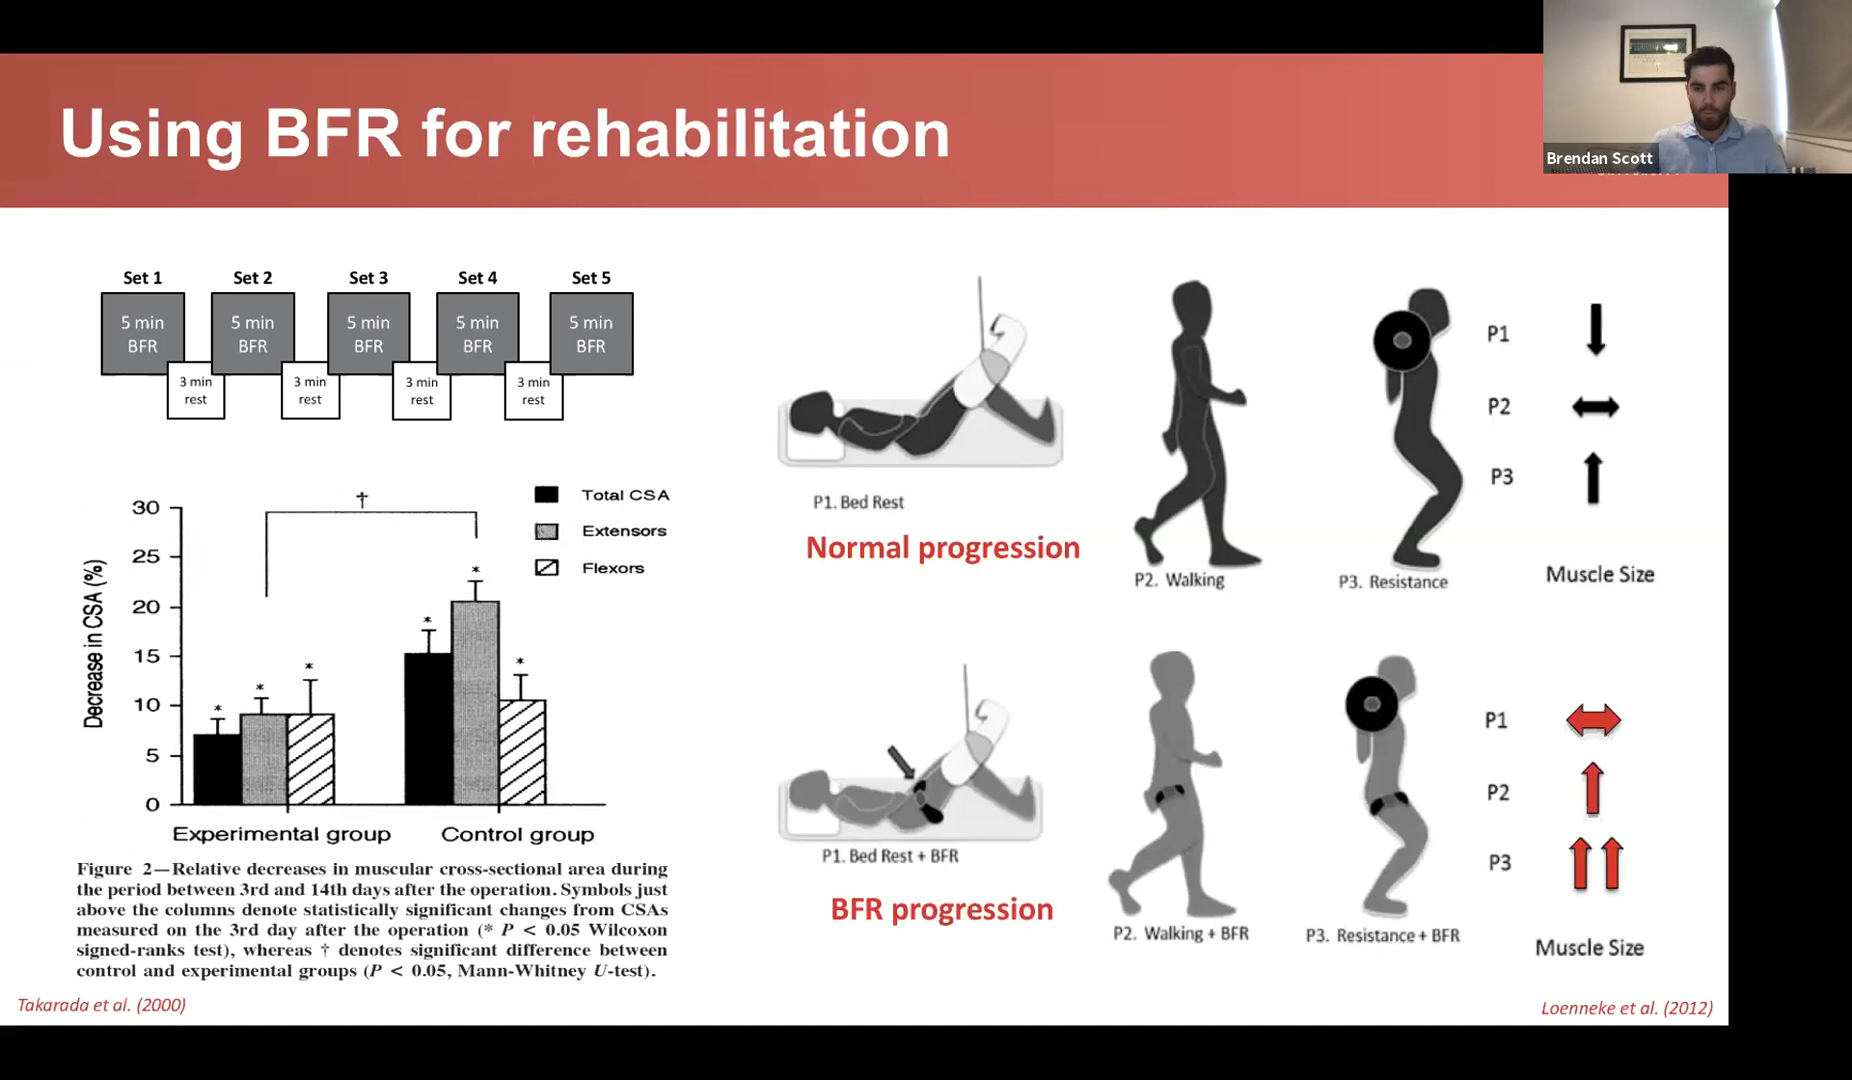 Using BFR for rehabilitation
Brendan Scott
Set 1
Set 2
Set 3
Set 4
Set 5
5 min
BFR
5 min
BFR
5 min
BFR
5 min
BFR
5 min
BFR
3 min
rest
3 min
rest
3 min
rest
3 min
rest
Decrease in CSA (%)
30
25
20
15
10
5
0
†
*
*
*
*
*
*
Total CSA
Extensors
Flexors
Experimental group
Control group
Figure 2—Relative decreases in muscular cross-sectional area during
the period between 3rd and 14th days after the operation. Symbols just
above the columns denote statistically significant changes from CSAs
measured on the 3rd day after the operation (* P < 0.05 Wilcoxon
signed-ranks test), whereas † denotes significant difference between
control and experimental groups (P < 0.05, Mann-Whitney U-test).
Takarada et al. (2000)
P1. Bed Rest
Normal progression
P2. Walking
P3. Resistance
P1
P2
P3
Muscle Size
P1. Bed Rest + BFR
BFR progression
P2. Walking + BFR
P3. Resistance + BFR
P1
P2
P3
Muscle Size
Loenneke et al. (2012)